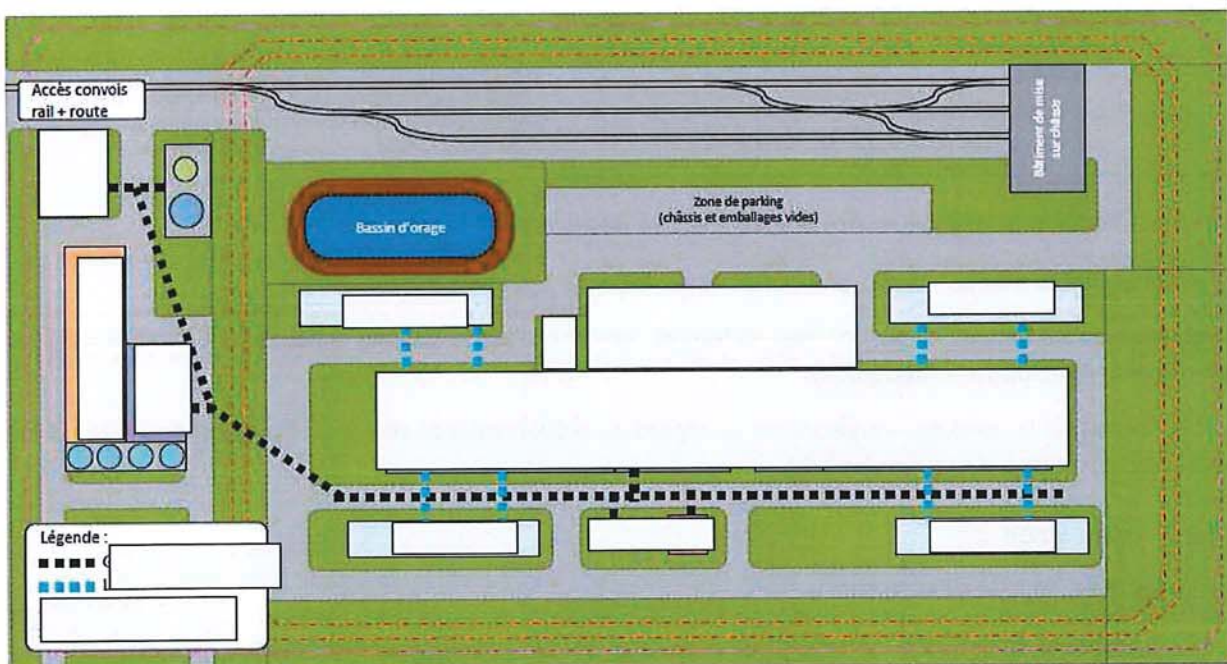 Accès convois
rail + route
Bâtiment de mise
sur châssis
Zone de parking
(châssis et emballages vides)
Bassin d'orage
Légende :